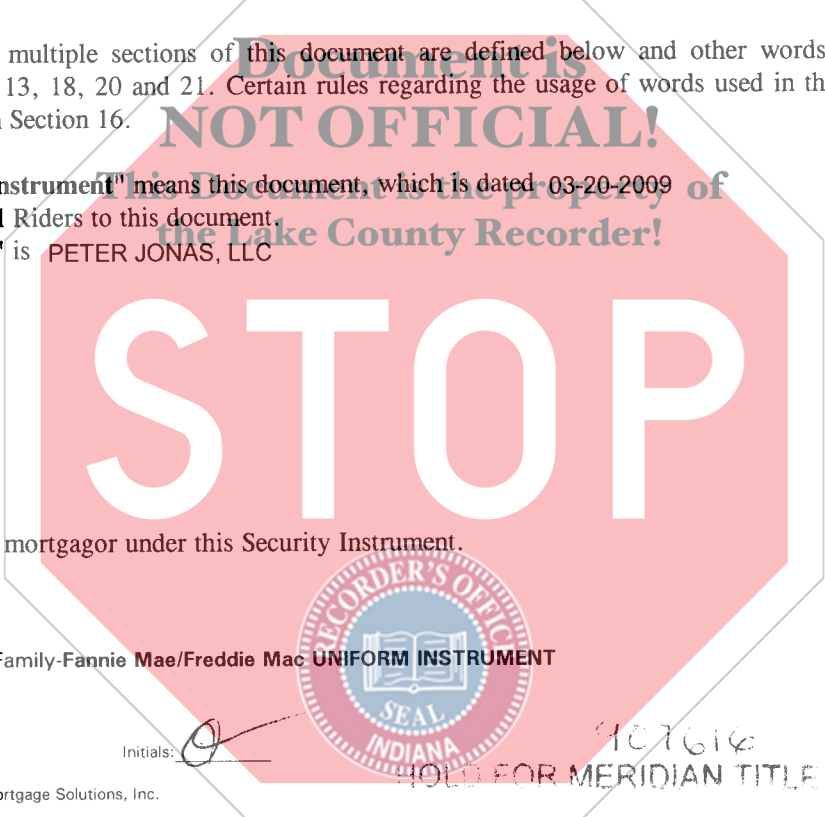 Document is
multiple sections of this document are defined below and other words
13, 18, 20 and 21. Certain rules regarding the usage of words used in th
Section 16.
NOT OFFICIAL!
nstrument" means this document, which is dated 03-20-2009
This Document is the property of
Riders to this document.
the Lake County Recorder!
" is PETER JONAS, LLC
STOP
mortgagor under this Security Instrument.
RECORDER'S OFFIC
SEAL
INDIANA
Family-Fannie Mae/Freddie Mac UNIFORM INSTRUMENT
Initials:
HOLD FOR MERIDIAN TITLE
ortgage Solutions, Inc.